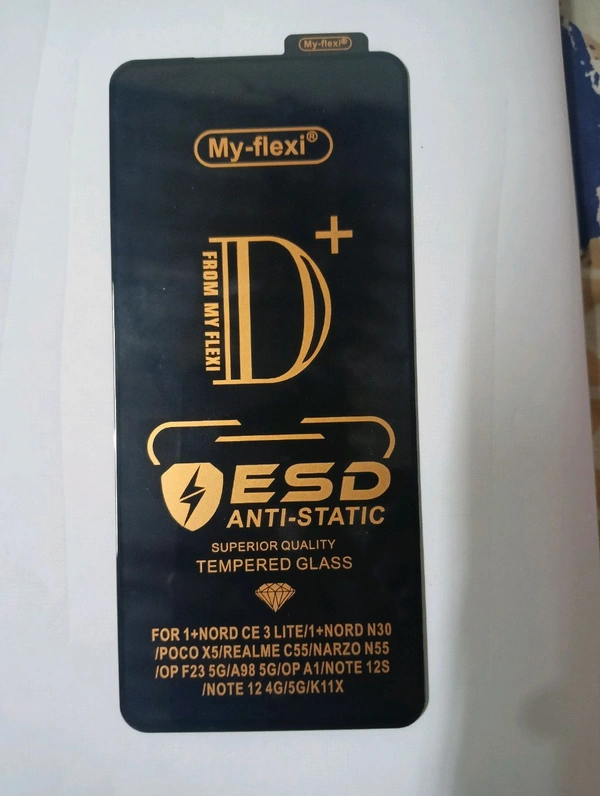 My-flexi®
My-flexi®
D+
FROM MY FLEXI
ESD
ANTI-STATIC
SUPERIOR QUALITY
TEMPERED GLASS
FOR 1+NORD CE 3 LITE/1+NORD N30
/POCO X5/REALME C55/NARZO N55
/OP F23 5G/A98 5G/OP A1/NOTE 12S
/NOTE 12 4G/5G/K11X